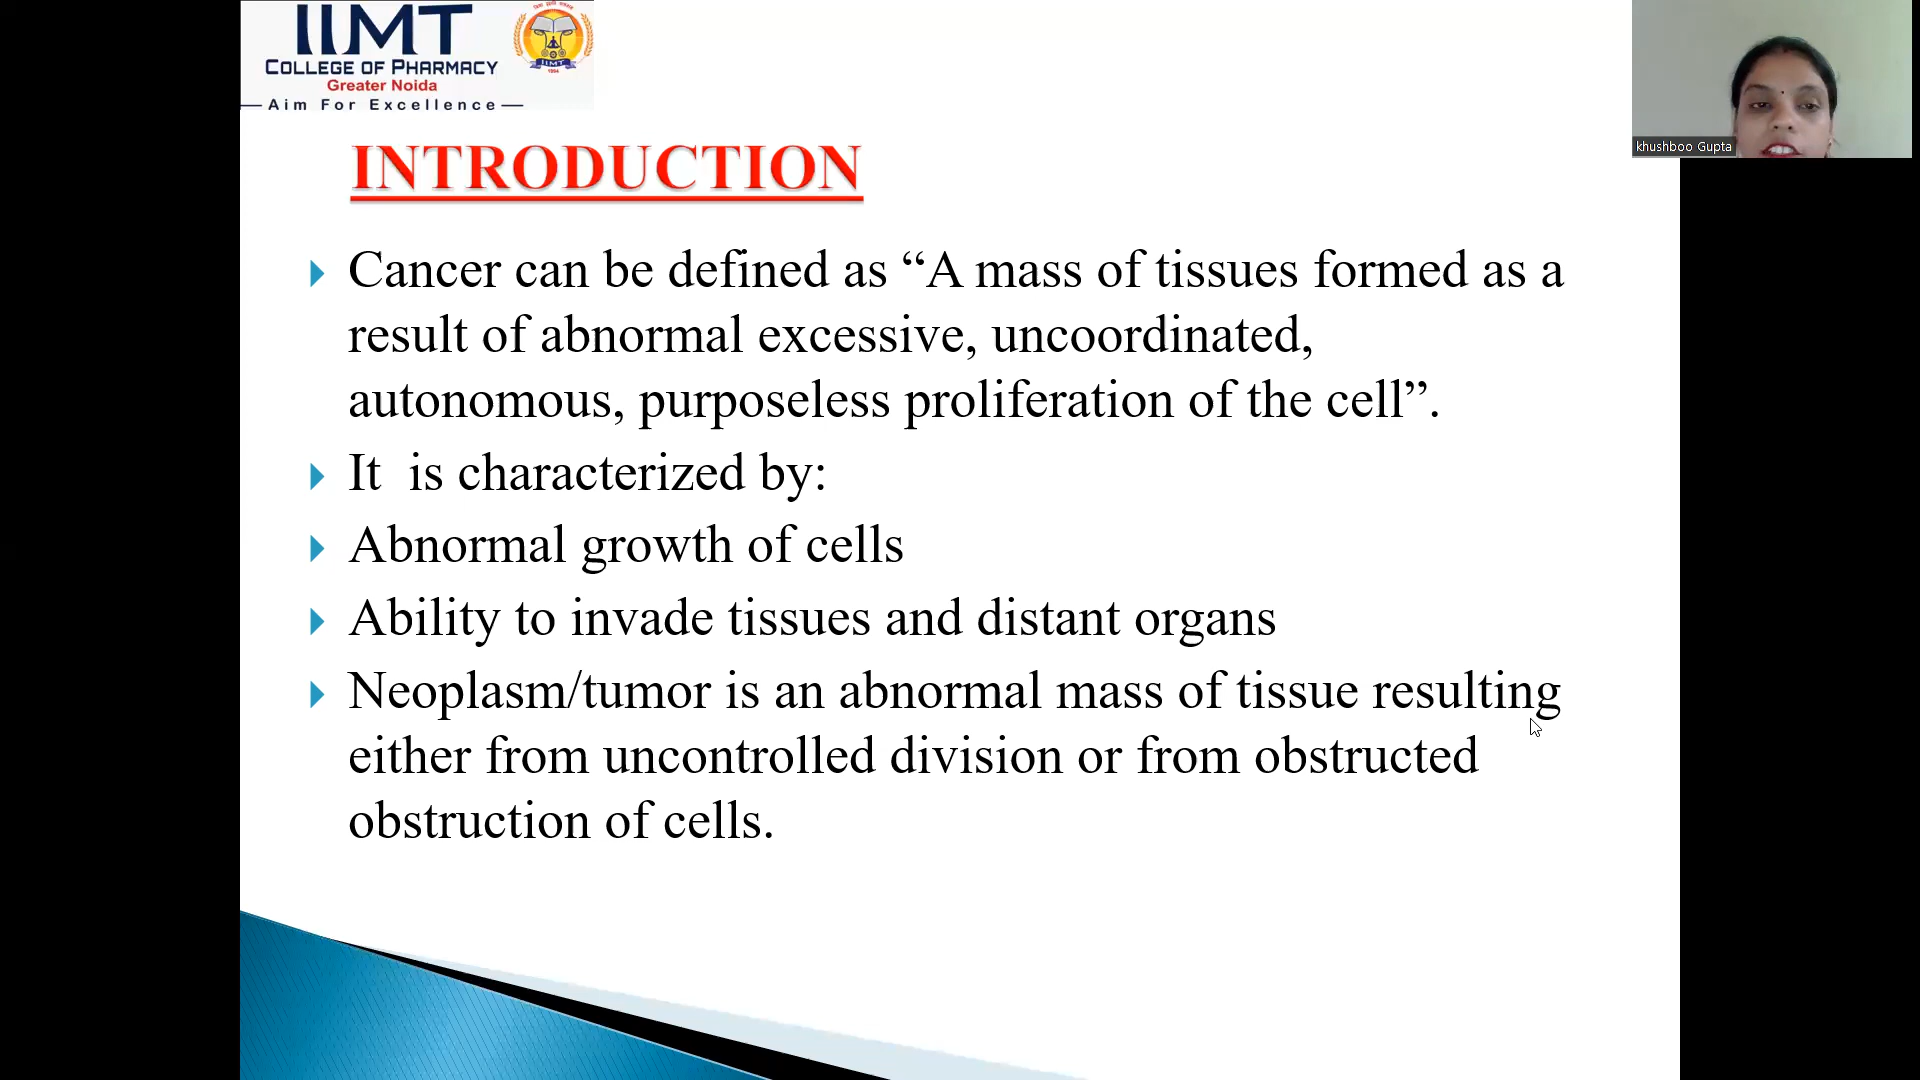 IIMT
COLLEGE OF PHARMACY
Greater Noida
Aim For Excellence
IIMT
1994
khushboo Gupta
INTRODUCTION
Cancer can be defined as “A mass of tissues formed as a
result of abnormal excessive, uncoordinated,
autonomous, purposeless proliferation of the cell”.
It  is characterized by:
Abnormal growth of cells
Ability to invade tissues and distant organs
Neoplasm/tumor is an abnormal mass of tissue resulting
either from uncontrolled division or from obstructed
obstruction of cells.